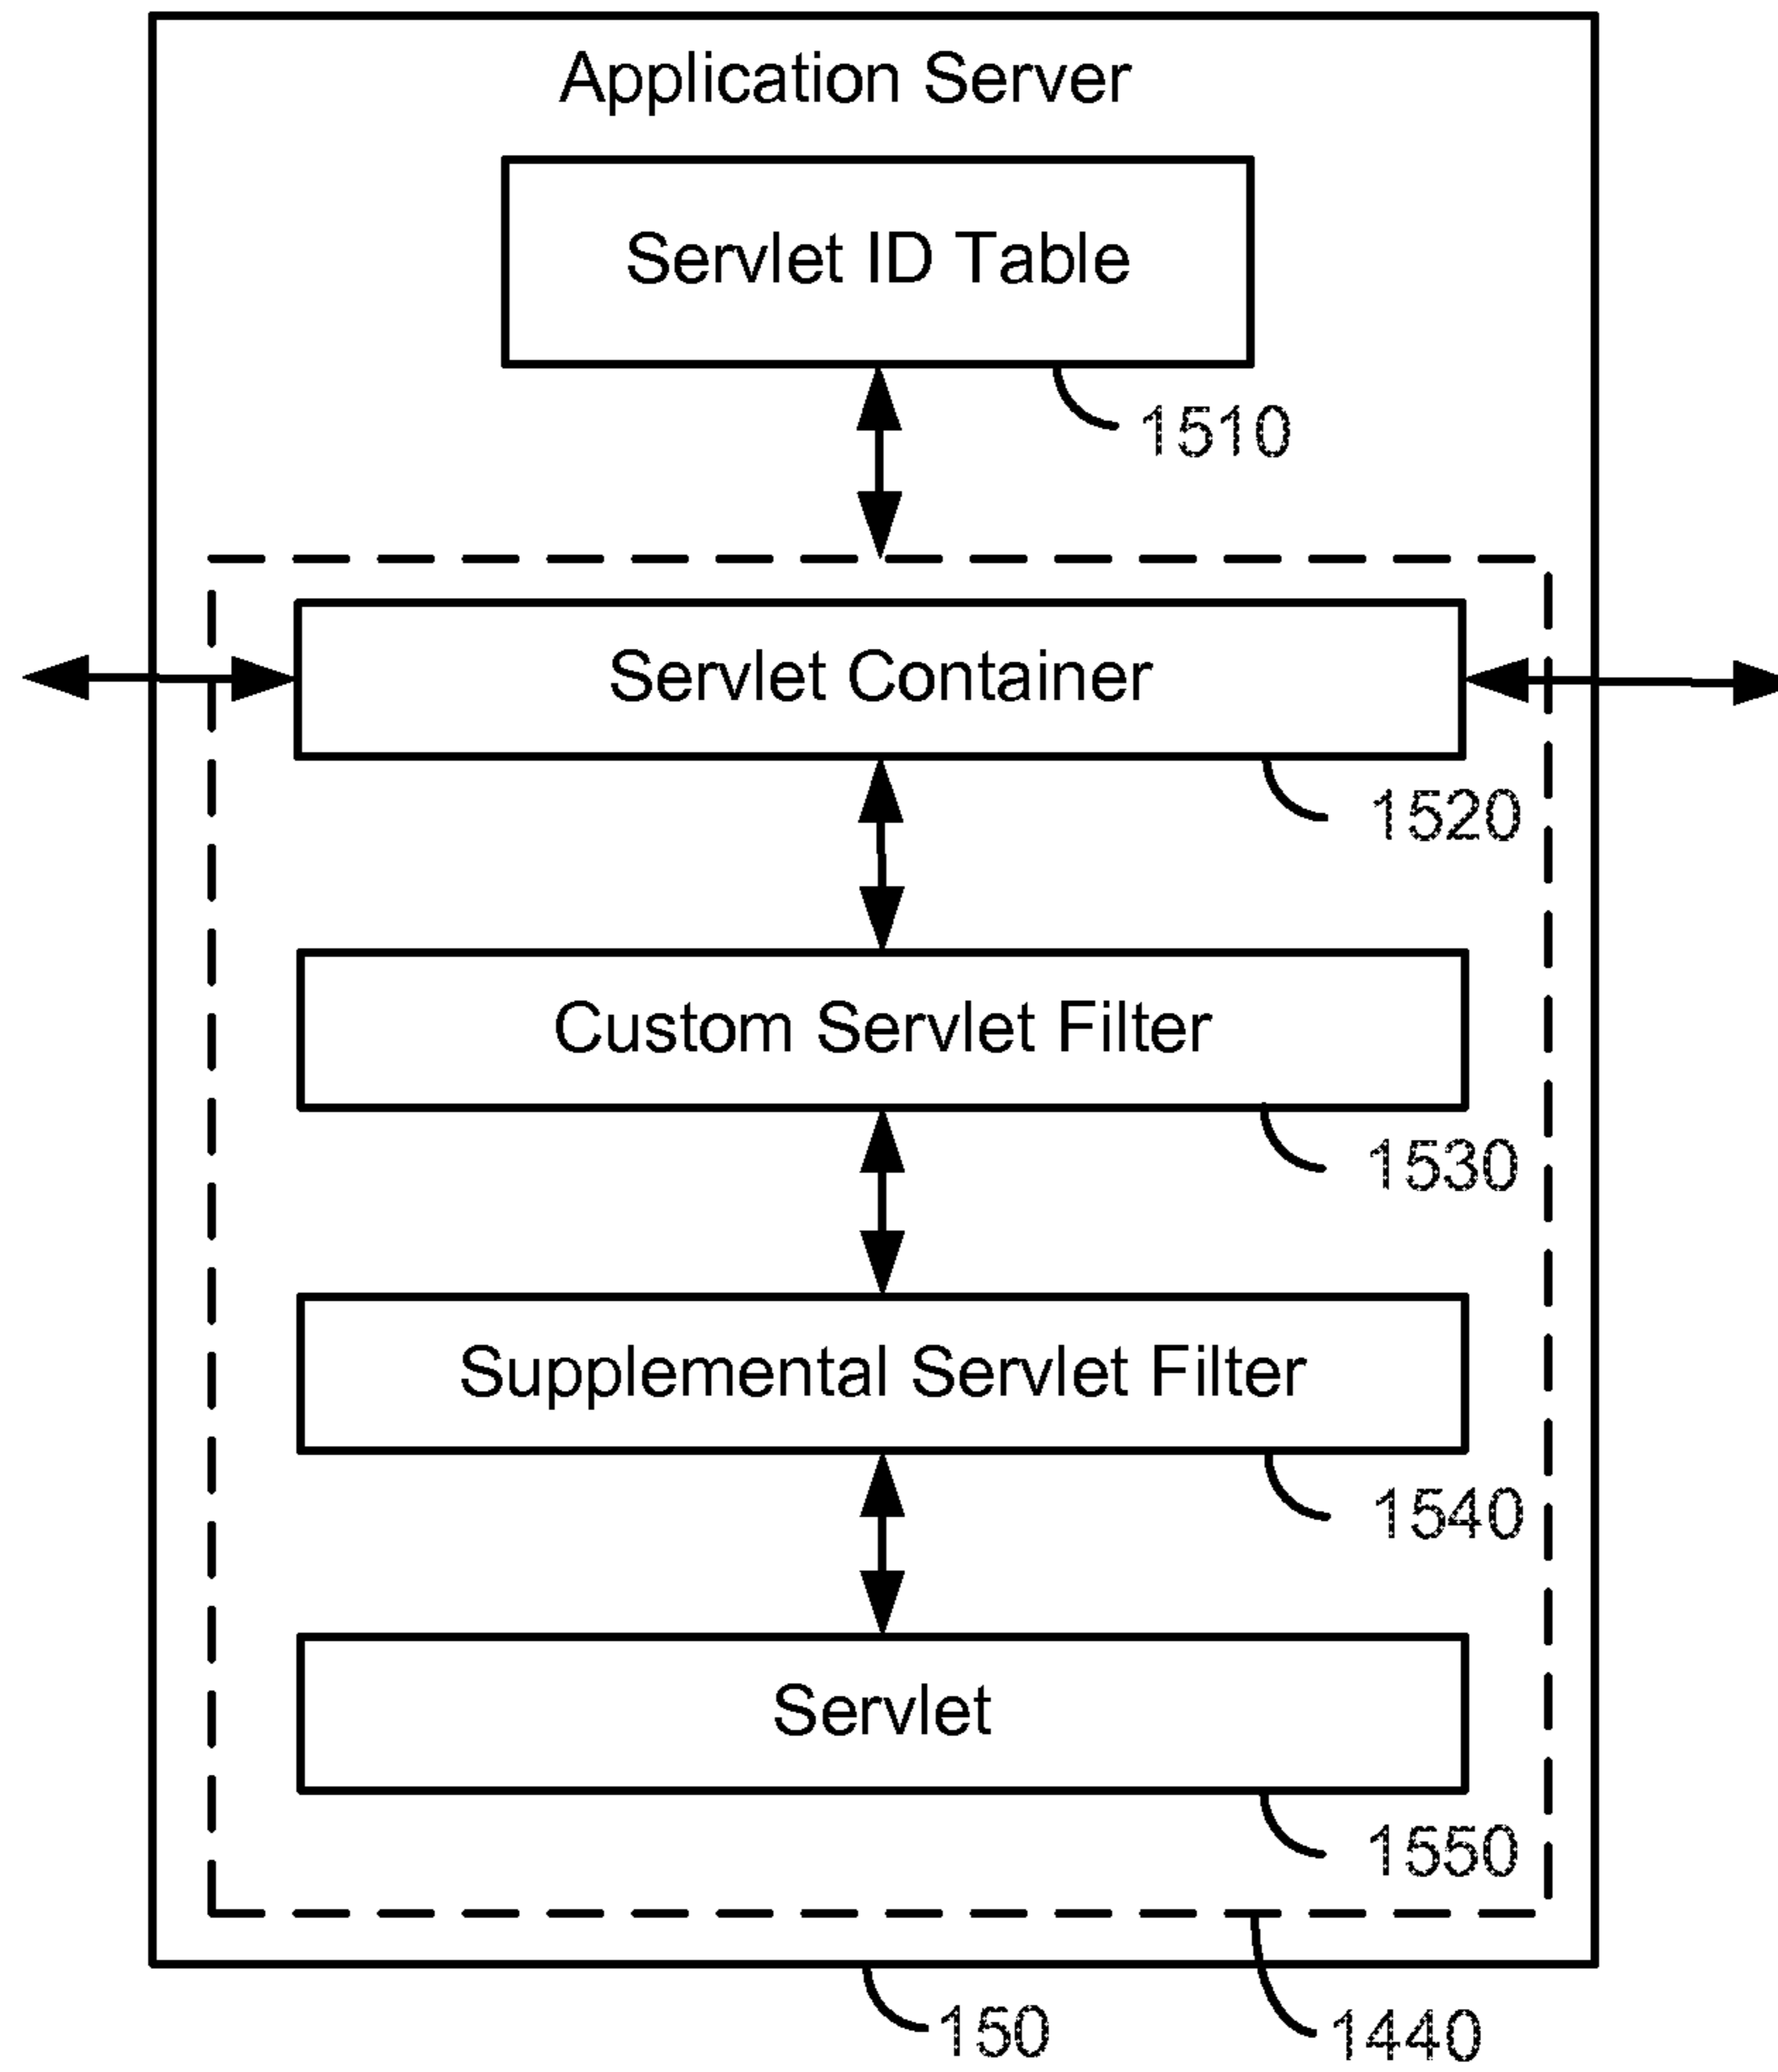 Application Server
Servlet ID Table
1510
Servlet Container
1520
Custom Servlet Filter
1530
Supplemental Servlet Filter
1540
Servlet
1550
150
1440